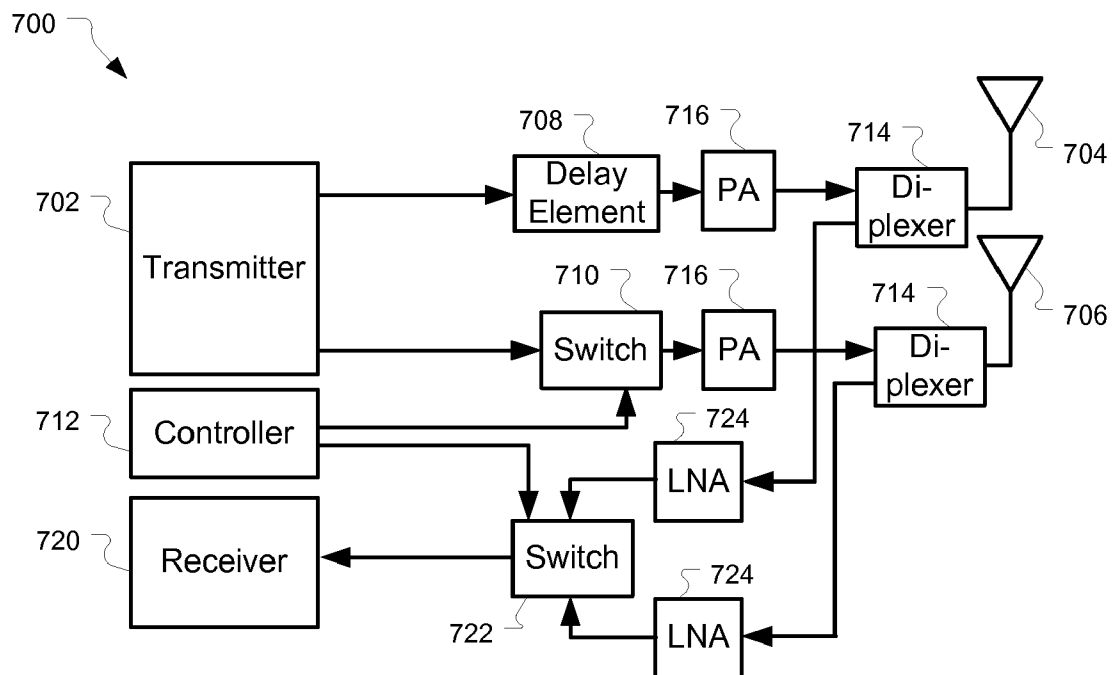 700
708
716
714
704
702
Delay
Element
PA
Di-
plexer
Transmitter
710
716
714
706
Switch
PA
Di-
plexer
712
Controller
724
LNA
720
Receiver
Switch
722
724
LNA